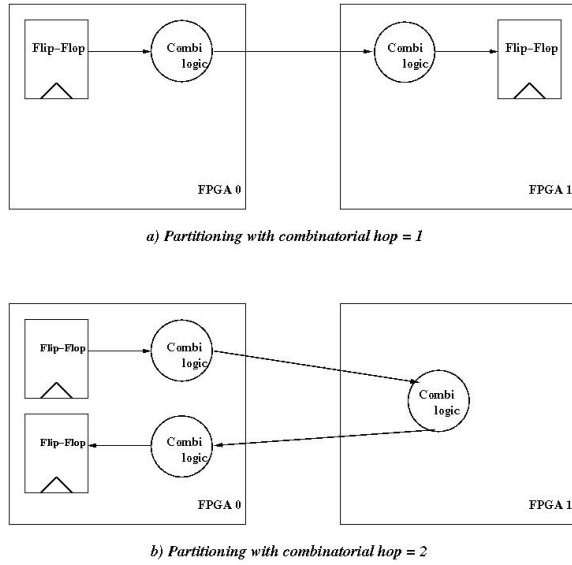 Flip-Flop
Combi
logic
Combi
logic
Flip-Flop
FPGA 0
FPGA 1
a) Partitioning with combinatorial hop = 1
Flip-Flop
Combi
logic
Combi
logic
Flip-Flop
Combi
logic
FPGA 0
FPGA 1
b) Partitioning with combinatorial hop = 2